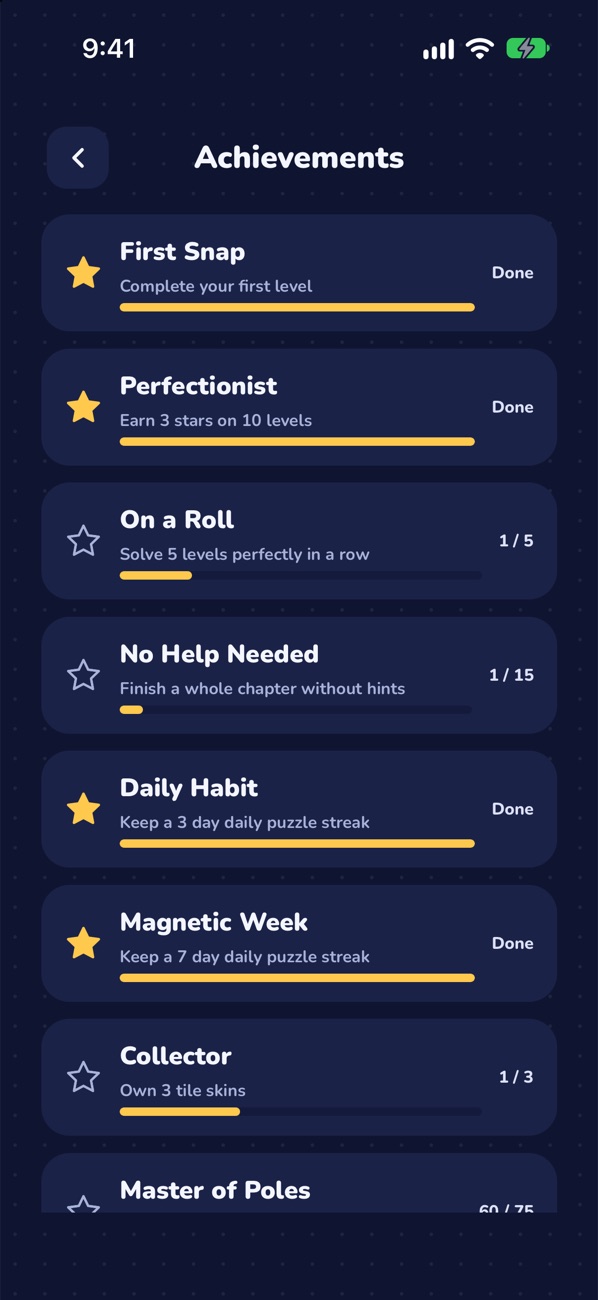 9:41
Achievements
First Snap
Complete your first level
Done
Perfectionist
Earn 3 stars on 10 levels
Done
On a Roll
Solve 5 levels perfectly in a row
1 / 5
No Help Needed
Finish a whole chapter without hints
1 / 15
Daily Habit
Keep a 3 day daily puzzle streak
Done
Magnetic Week
Keep a 7 day daily puzzle streak
Done
Collector
Own 3 tile skins
1 / 3
Master of Poles
60 / 75